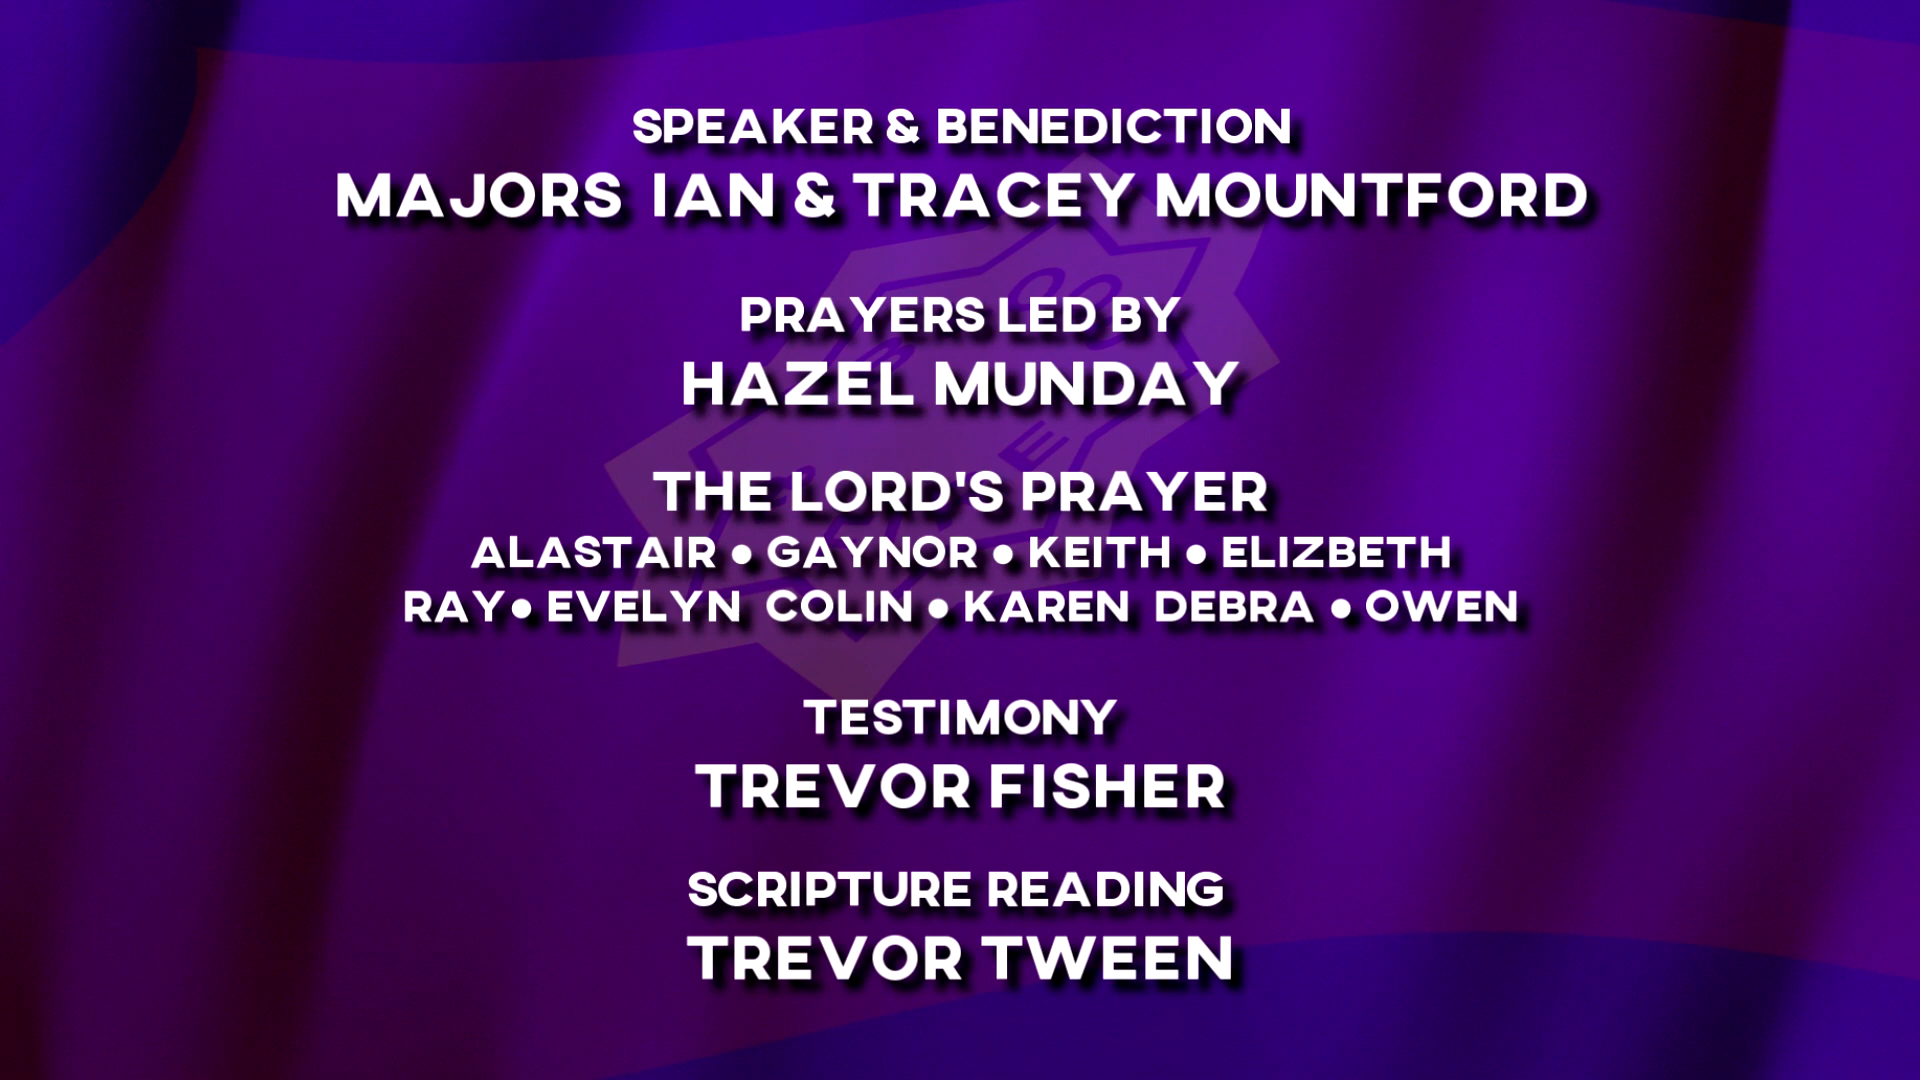 SPEAKER & BENEDICTION
MAJORS IAN & TRACEY MOUNTFORD
PRAYERS LED BY
HAZEL MUNDAY
THE LORD'S PRAYER
ALASTAIR ● GAYNOR ● KEITH ● ELIZBETH
RAY● EVELYN COLIN ● KAREN DEBRA ● OWEN
TESTIMONY
TREVOR FISHER
SCRIPTURE READING
TREVOR TWEEN